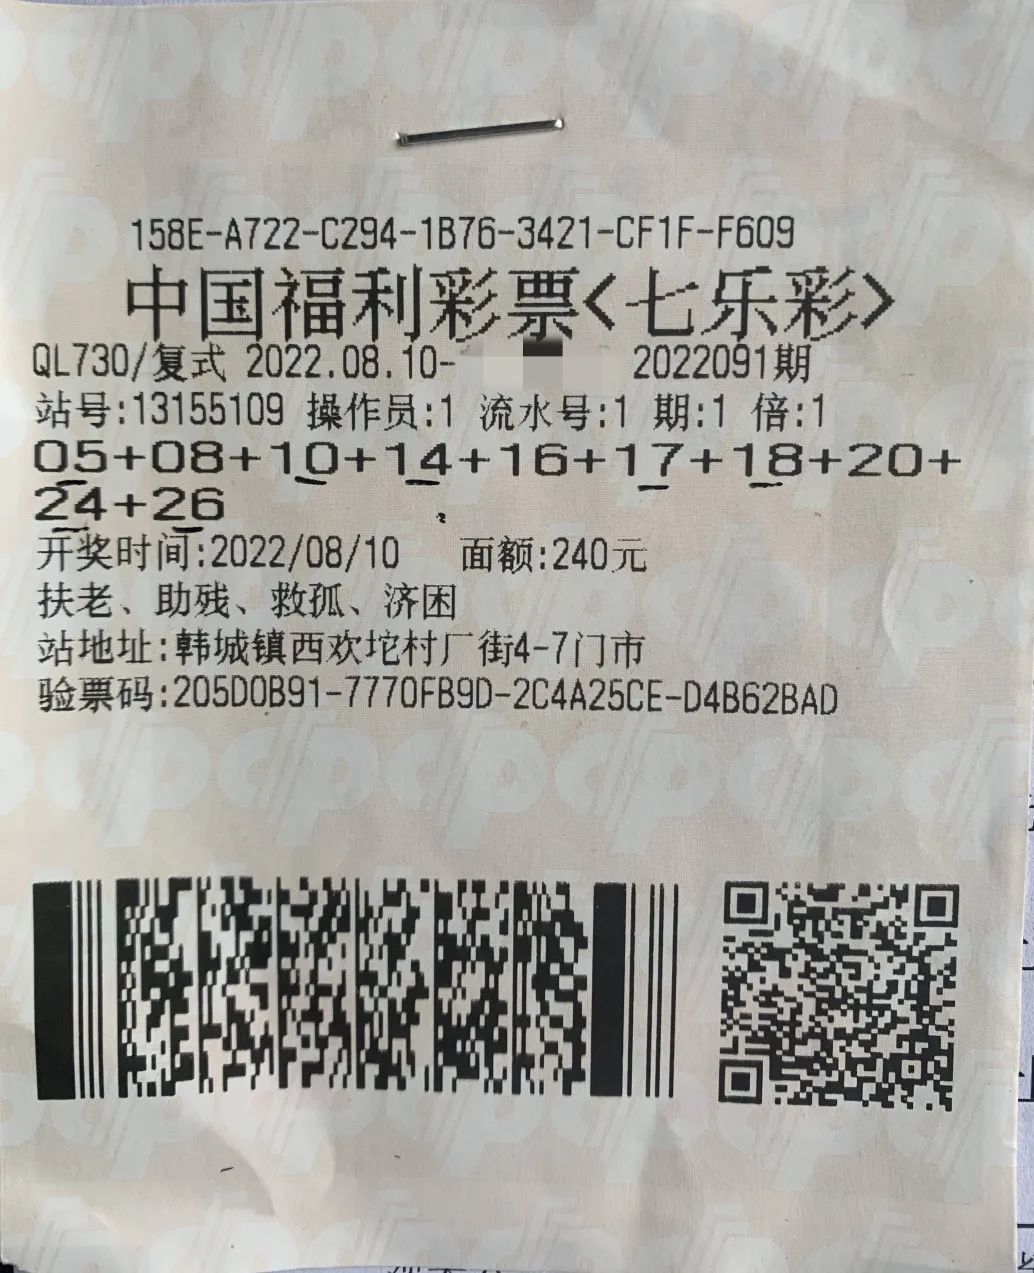 158E-A722-C294-1B76-3421-CF1F-F609
中国福利彩票<七乐彩>
QL730/复式 2022.08.10- 2022091期
站号:13155109 操作员:1 流水号:1 期:1 倍:1
05+08+10+14+16+17+18+20+
24+26
开奖时间:2022/08/10 面额:240元
扶老、助残、救孤、济困
站地址:韩城镇西欢坨村厂街4-7门市
验票码:205D0B91-7770FB9D-2C4A25CE-D4B62BAD